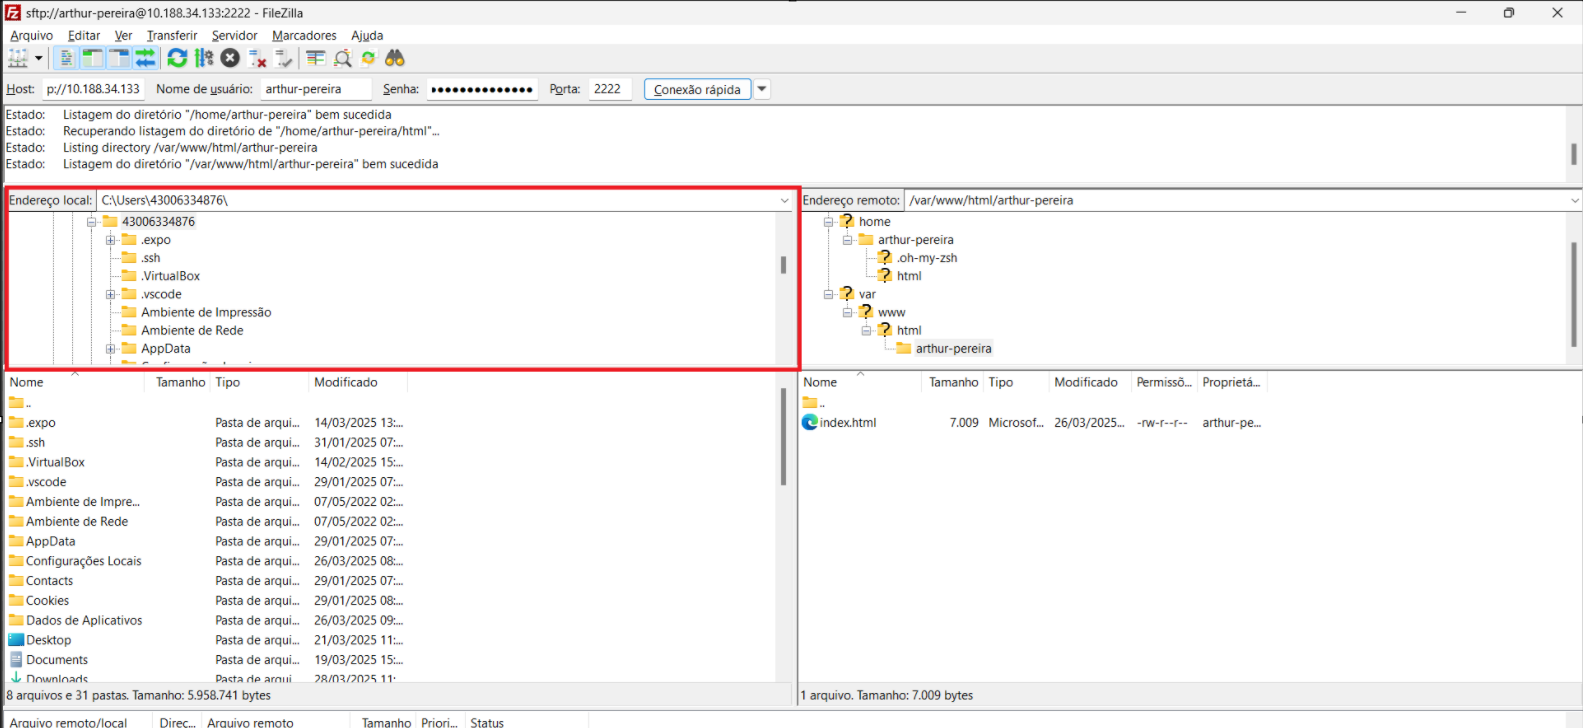 sftp://arthur-pereira@10.188.34.133:2222 - FileZilla
Arquivo Editar Ver Transferir Servidor Marcadores Ajuda
Host: p://10.188.34.133 Nome de usuário: arthur-pereira Senha: ●●●●●●●●●●●●●●● Porta: 2222 Conexão rápida
Estado: Listagem do diretório "/home/arthur-pereira" bem sucedida
Estado: Recuperando listagem do diretório de "/home/arthur-pereira/html"...
Estado: Listing directory /var/www/html/arthur-pereira
Estado: Listagem do diretório "/var/www/html/arthur-pereira" bem sucedida
Endereço local: C:\Users\43006334876\
43006334876
.expo
.ssh
.VirtualBox
.vscode
Ambiente de Impressão
Ambiente de Rede
AppData
Endereço remoto: /var/www/html/arthur-pereira
home
arthur-pereira
.oh-my-zsh
html
var
www
html
arthur-pereira
Nome Tamanho Tipo Modificado
..
.expo Pasta de arqui... 14/03/2025 13:...
.ssh Pasta de arqui... 31/01/2025 07:...
.VirtualBox Pasta de arqui... 14/02/2025 15:...
.vscode Pasta de arqui... 29/01/2025 07:...
Ambiente de Impre... Pasta de arqui... 07/05/2022 02:...
Ambiente de Rede Pasta de arqui... 07/05/2022 02:...
AppData Pasta de arqui... 29/01/2025 07:...
Configurações Locais Pasta de arqui... 26/03/2025 08:...
Contacts Pasta de arqui... 29/01/2025 07:...
Cookies Pasta de arqui... 29/01/2025 08:...
Dados de Aplicativos Pasta de arqui... 26/03/2025 09:...
Desktop Pasta de arqui... 21/03/2025 11:...
Documents Pasta de arqui... 19/03/2025 15:...
Downloads Pasta de arqui... 28/03/2025 11:...
8 arquivos e 31 pastas. Tamanho: 5.958.741 bytes
Nome Tamanho Tipo Modificado Permissõ... Proprietá...
..
index.html 7.009 Microsof... 26/03/2025... -rw-r--r-- arthur-pe...
1 arquivo. Tamanho: 7.009 bytes
Arquivo remoto/local Direc... Arquivo remoto Tamanho Priori... Status